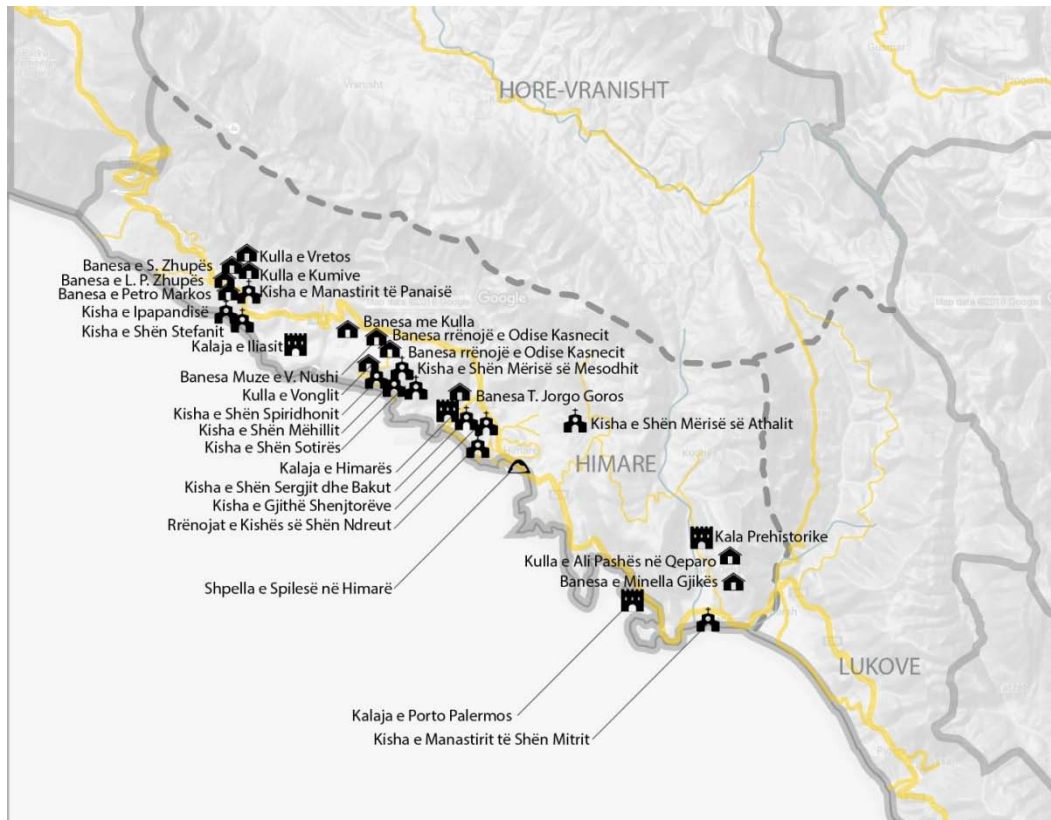 Vranisht
HORE-VRANISHT
Kulla e Vretos
Banesa e S. Zhupës
Kulla e Kumive
Banesa e L. P. Zhupës
Banesa e Petro Markos
Kisha e Manastirit të Panaisë
Kisha e Ipapandisë
Kisha e Shën Stefanit
Kalaja e Iliasit
Google
Banesa me Kulla
Banesa rrënojë e Odise Kasnecit
Banesa rrënojë e Odise Kasnecit
Kisha e Shën Mërisë së Mesodhit
Banesa Muze e V. Nushi
Kulla e Vonglit
Banesa T. Jorgo Goros
Kisha e Shën Spiridhonit
Kisha e Shën Mëhillit
Kisha e Shën Sotirës
Kisha e Shën Mërisë së Athalit
HIMARE
Kalaja e Himarës
Kisha e Shën Sergjit dhe Bakut
Kisha e Gjithë Shenjtorëve
Rrënojat e Kishës së Shën Ndreut
Kala Prehistorike
Kulla e Ali Pashës në Qeparo
Banesa e Minella Gjikës
Shpella e Spilesë në Himarë
LUKOVE
Kalaja e Porto Palermos
Kisha e Manastirit të Shën Mitrit